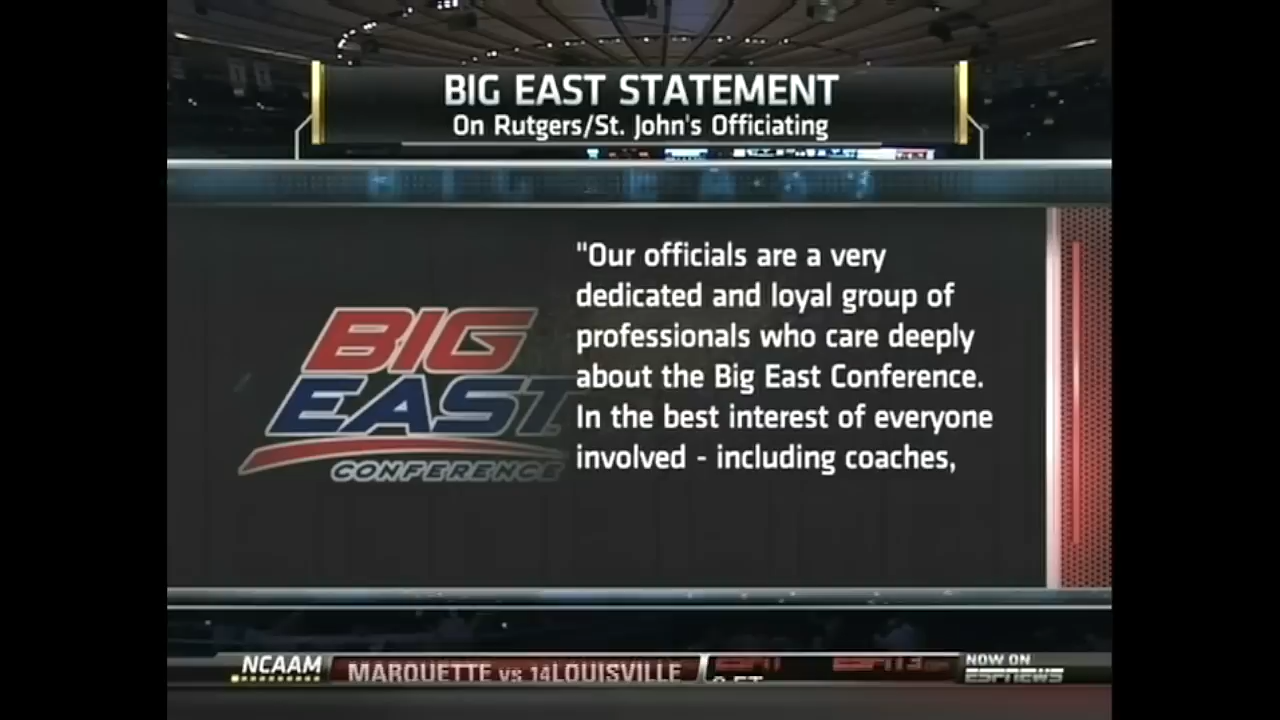 BIG EAST STATEMENT
On Rutgers/St. John's Officiating
"Our officials are a very
dedicated and loyal group of
professionals who care deeply
about the Big East Conference.
In the best interest of everyone
involved - including coaches,
BIG
EAST
CONFERENCE
NCAAM
MARQUETTE vs 14LOUISVILLE
NOW ON
ESPNEWS